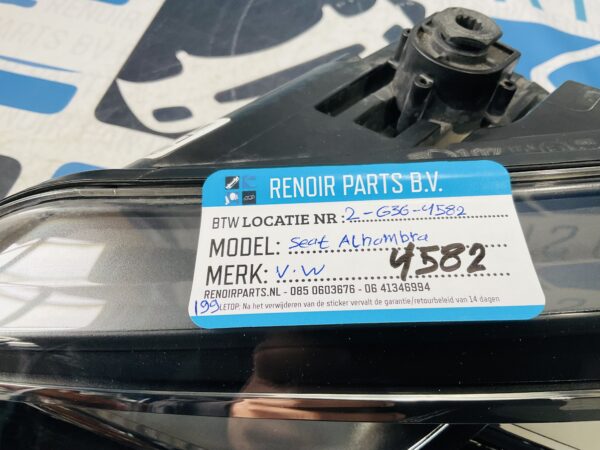 RENOIR PARTS B.V.
BTW LOCATIE NR : 2-G36-4582
MODEL: Seat Alhambra
MERK: V.W 4582
RENOIRPARTS.NL - 085 0603676 - 06 41346994
199 LETOP: Na het verwijderen van de sticker vervalt de garantie/retourbeleid van 14 dagen